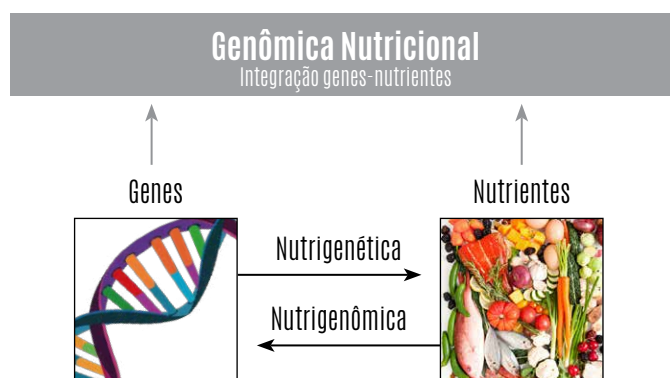 Genômica Nutricional
Integração genes-nutrientes
Genes
Nutrientes
Nutrigenética
Nutrigenômica